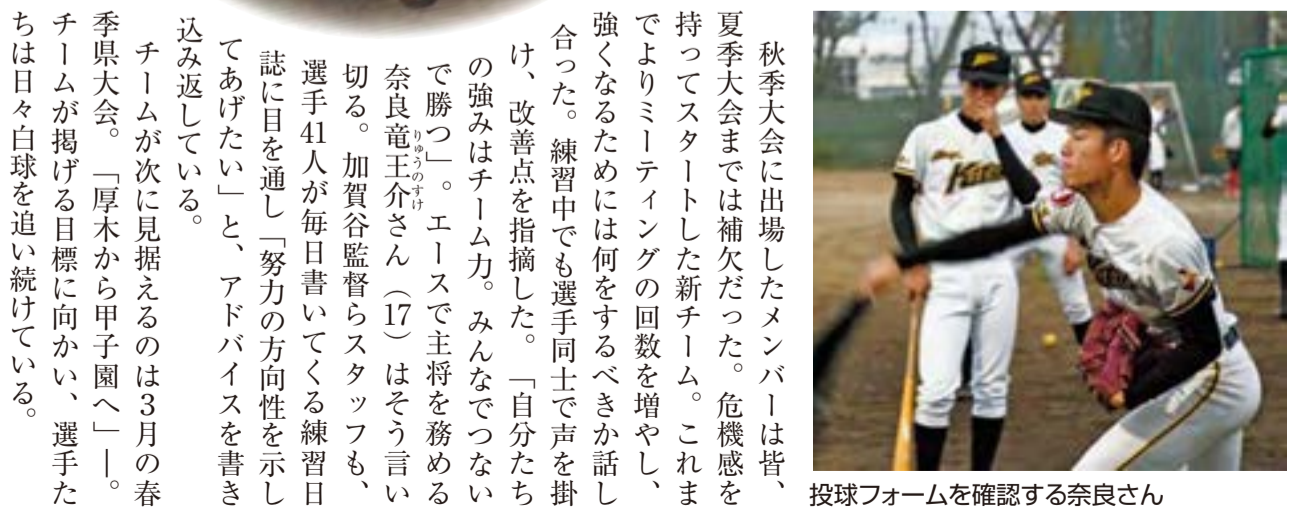 秋季大会に出場したメンバーは皆、
夏季大会までは補欠だった。危機感を
持ってスタートした新チーム。これま
でよりミーティングの回数を増やし、
強くなるためには何をするべきか話し
合った。練習中でも選手同士で声を掛
け、改善点を指摘した。「自分たち
の強みはチーム力。みんなでつない
で勝つ」。エースで主将を務める
奈良竜王介さん（17）はそう言い
りゅうのすけ
切る。加賀谷監督らスタッフも、
選手41人が毎日書いてくる練習日
誌に目を通し「努力の方向性を示し
てあげたい」と、アドバイスを書き
込み返している。
チームが次に見据えるのは3月の春
季県大会。「厚木から甲子園へ」―。
チームが掲げる目標に向かい、選手た
ちは日々白球を追い続けている。
投球フォームを確認する奈良さん